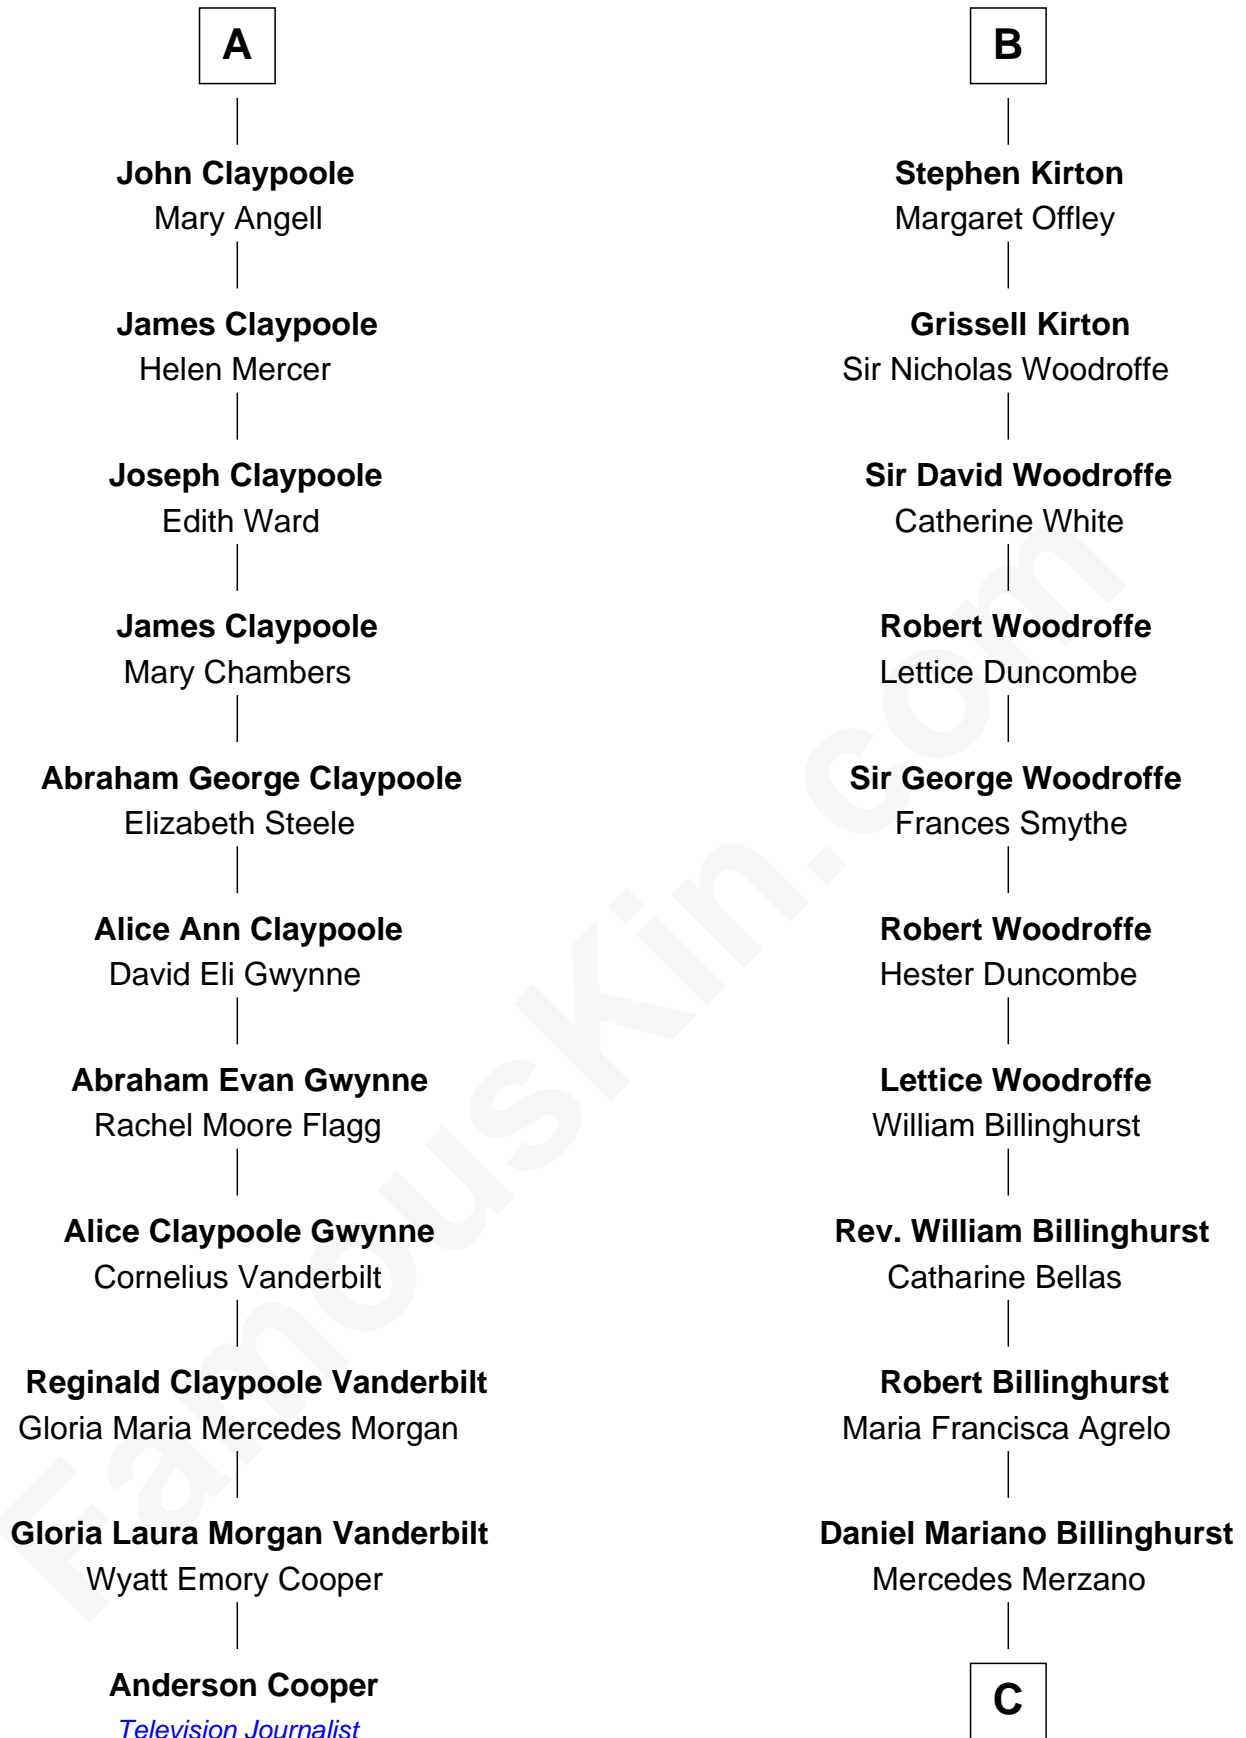 A
John Claypoole
Mary Angell
James Claypoole
Helen Mercer
Joseph Claypoole
Edith Ward
James Claypoole
Mary Chambers
Abraham George Claypoole
Elizabeth Steele
Alice Ann Claypoole
David Eli Gwynne
Abraham Evan Gwynne
Rachel Moore Flagg
Alice Claypoole Gwynne
Cornelius Vanderbilt
Reginald Claypoole Vanderbilt
Gloria Maria Mercedes Morgan
Gloria Laura Morgan Vanderbilt
Wyatt Emory Cooper
Anderson Cooper
Television Journalist
B
Stephen Kirton
Margaret Offley
Grissell Kirton
Sir Nicholas Woodroffe
Sir David Woodroffe
Catherine White
Robert Woodroffe
Lettice Duncombe
Sir George Woodroffe
Frances Smythe
Robert Woodroffe
Hester Duncombe
Lettice Woodroffe
William Billinghurst
Rev. William Billinghurst
Catharine Bellas
Robert Billinghurst
Maria Francisca Agrelo
Daniel Mariano Billinghurst
Mercedes Merzano
C
FamousKin.com